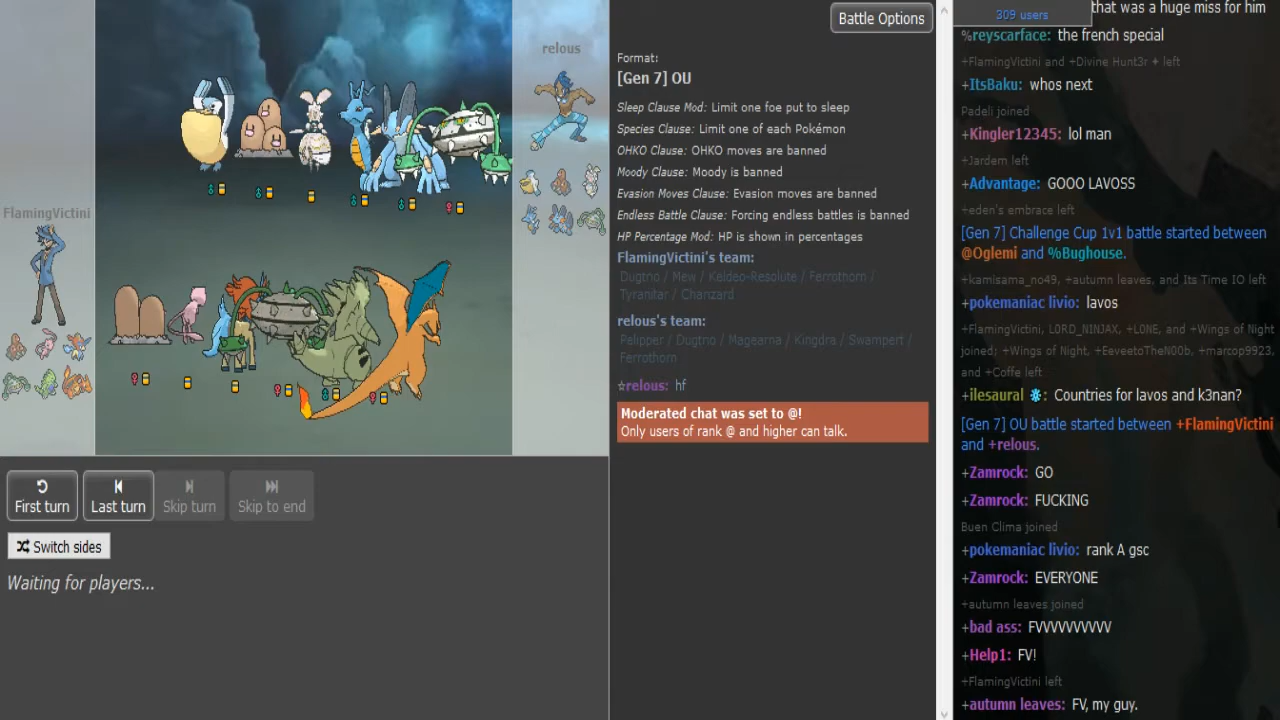 relous
FlamingVictini
First turn
Last turn
Skip turn
Skip to end
Switch sides
Waiting for players...
Battle Options
Format:
[Gen 7] OU
Sleep Clause Mod: Limit one foe put to sleep
Species Clause: Limit one of each Pokémon
OHKO Clause: OHKO moves are banned
Moody Clause: Moody is banned
Evasion Moves Clause: Evasion moves are banned
Endless Battle Clause: Forcing endless battles is banned
HP Percentage Mod: HP is shown in percentages
FlamingVictini's team:
Dugtrio / Mew / Keldeo-Resolute / Ferrothorn /
Tyranitar / Charizard
relous's team:
Pelipper / Dugtrio / Magearna / Kingdra / Swampert /
Ferrothorn
☆relous: hf
Moderated chat was set to @!
Only users of rank @ and higher can talk.
309 users
that was a huge miss for him
%reyscarface: the french special
+FlamingVictini and +Divine Hunt3r ✦ left
+ItsBaku: whos next
Padeli joined
+Kingler12345: lol man
+Jardem left
+Advantage: GOOO LAVOSS
+eden's embrace left
[Gen 7] Challenge Cup 1v1 battle started between
@Oglemi and %Bughouse.
+kamisama_no49, +autumn leaves, and Its Time IO left
+pokemaniac livio: lavos
+FlamingVictini, L0RD_NINJAX, +L0NE, and +Wings of Night
joined; +Wings of Night, +EeveetoTheN00b, +marcop9923,
and +Coffe left
+ilesaural ❄: Countries for lavos and k3nan?
[Gen 7] OU battle started between +FlamingVictini
and +relous.
+Zamrock: GO
+Zamrock: FUCKING
Buen Clima joined
+pokemaniac livio: rank A gsc
+Zamrock: EVERYONE
+autumn leaves joined
+bad ass: FVVVVVVVVVV
+Help1: FV!
+FlamingVictini left
+autumn leaves: FV, my guy.